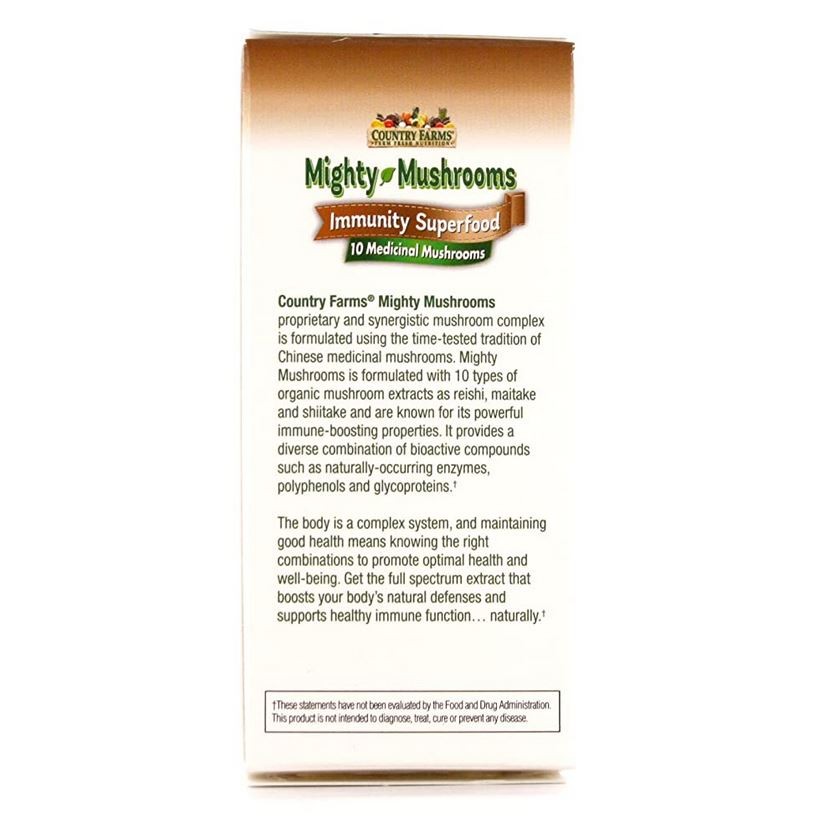 COUNTRY FARMS®
FARM FRESH NUTRITION
Mighty Mushrooms
Immunity Superfood
10 Medicinal Mushrooms
Country Farms® Mighty Mushrooms
proprietary and synergistic mushroom complex
is formulated using the time-tested tradition of
Chinese medicinal mushrooms. Mighty
Mushrooms is formulated with 10 types of
organic mushroom extracts as reishi, maitake
and shiitake and are known for its powerful
immune-boosting properties. It provides a
diverse combination of bioactive compounds
such as naturally-occurring enzymes,
polyphenols and glycoproteins.†
The body is a complex system, and maintaining
good health means knowing the right
combinations to promote optimal health and
well-being. Get the full spectrum extract that
boosts your body's natural defenses and
supports healthy immune function… naturally.†
†These statements have not been evaluated by the Food and Drug Administration.
This product is not intended to diagnose, treat, cure or prevent any disease.